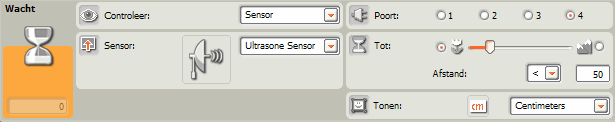 Wacht
0
Controleer: Sensor
Sensor: Ultrasone Sensor
Poort: 1 2 3 4
Tot:
Afstand: < 50
Tonen: cm Centimeters